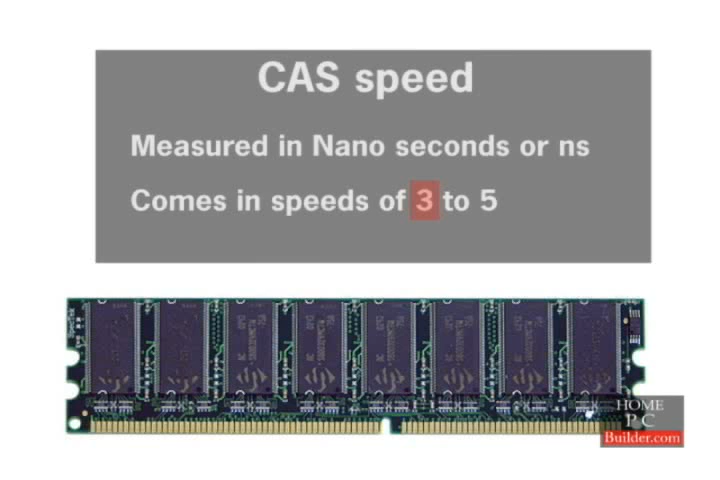 CAS speed
Measured in Nano seconds or ns
Comes in speeds of 3 to 5
HOME
PC
Builder.com